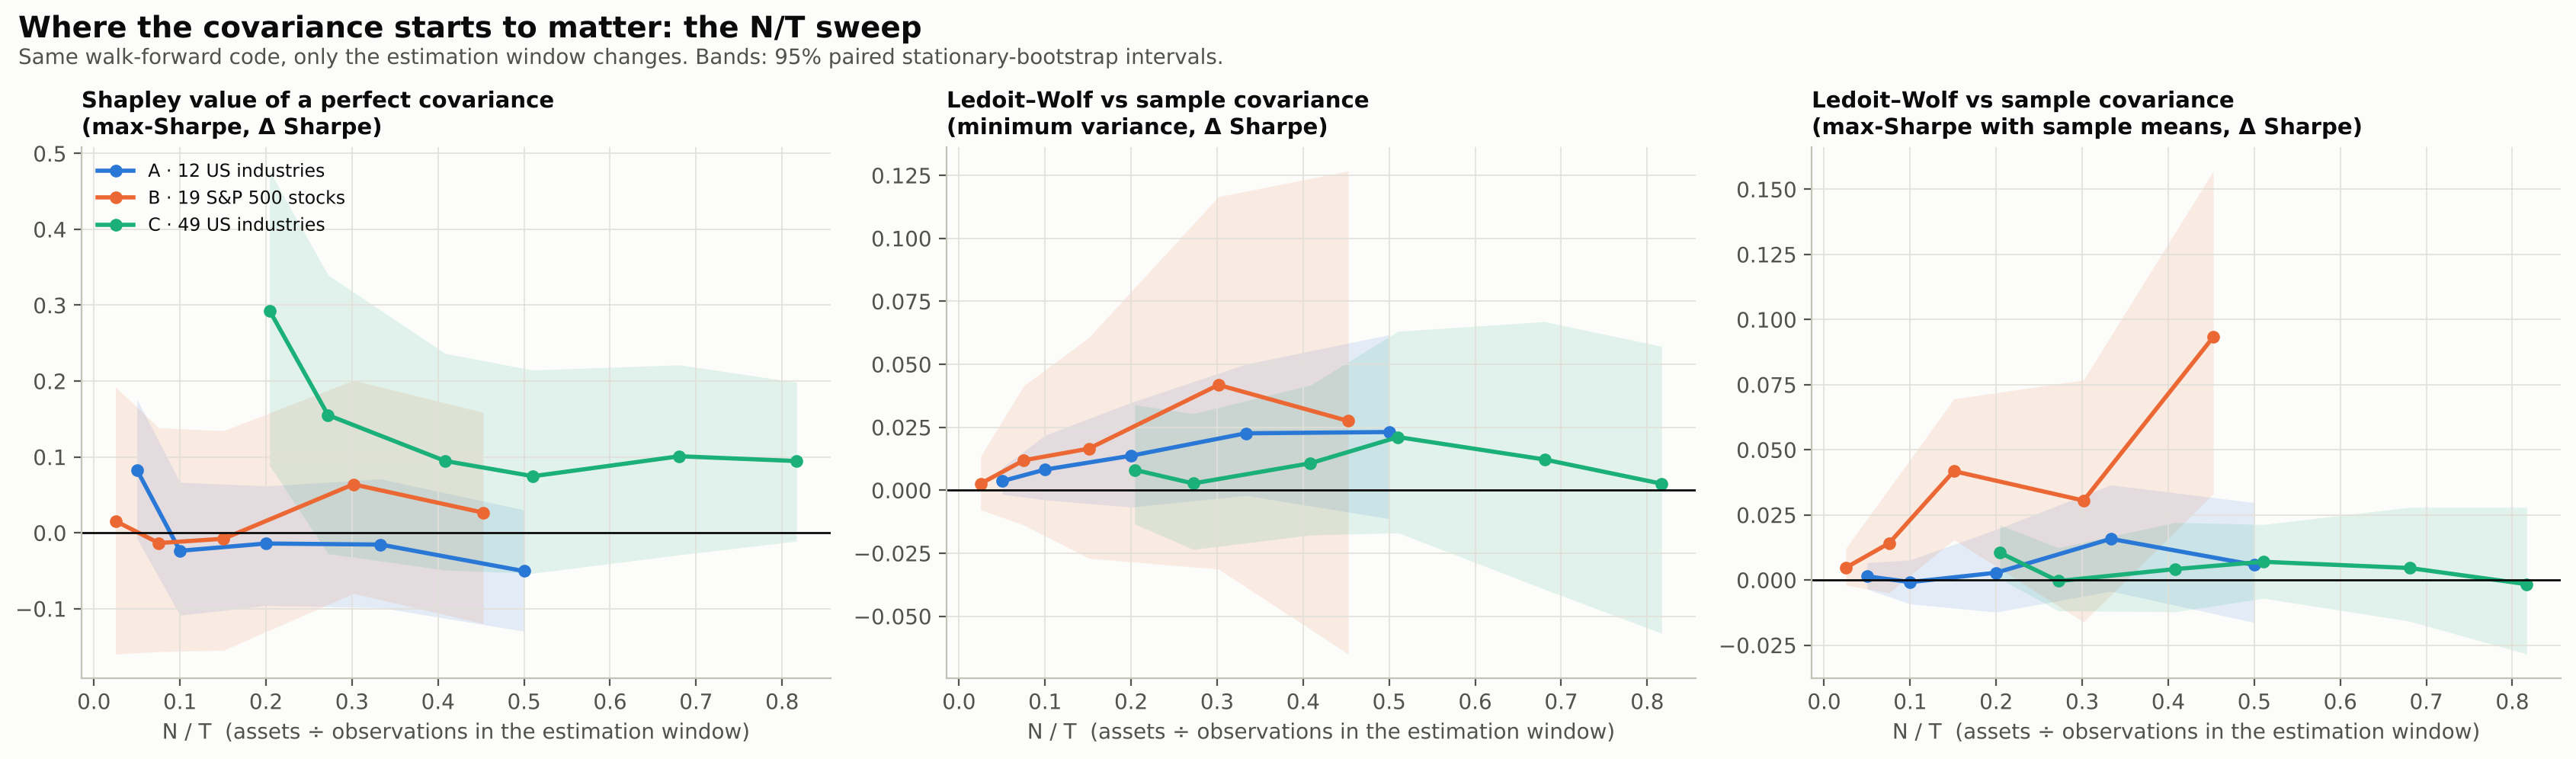 Where the covariance starts to matter: the N/T sweep
Same walk-forward code, only the estimation window changes. Bands: 95% paired stationary-bootstrap intervals.
Shapley value of a perfect covariance
(max-Sharpe, Δ Sharpe)
0.5
0.4
0.3
0.2
0.1
0.0
−0.1
A · 12 US industries
B · 19 S&P 500 stocks
C · 49 US industries
0.0 0.1 0.2 0.3 0.4 0.5 0.6 0.7 0.8
N / T (assets ÷ observations in the estimation window)
Ledoit–Wolf vs sample covariance
(minimum variance, Δ Sharpe)
0.125
0.100
0.075
0.050
0.025
0.000
−0.025
−0.050
0.0 0.1 0.2 0.3 0.4 0.5 0.6 0.7 0.8
N / T (assets ÷ observations in the estimation window)
Ledoit–Wolf vs sample covariance
(max-Sharpe with sample means, Δ Sharpe)
0.150
0.125
0.100
0.075
0.050
0.025
0.000
−0.025
0.0 0.1 0.2 0.3 0.4 0.5 0.6 0.7 0.8
N / T (assets ÷ observations in the estimation window)